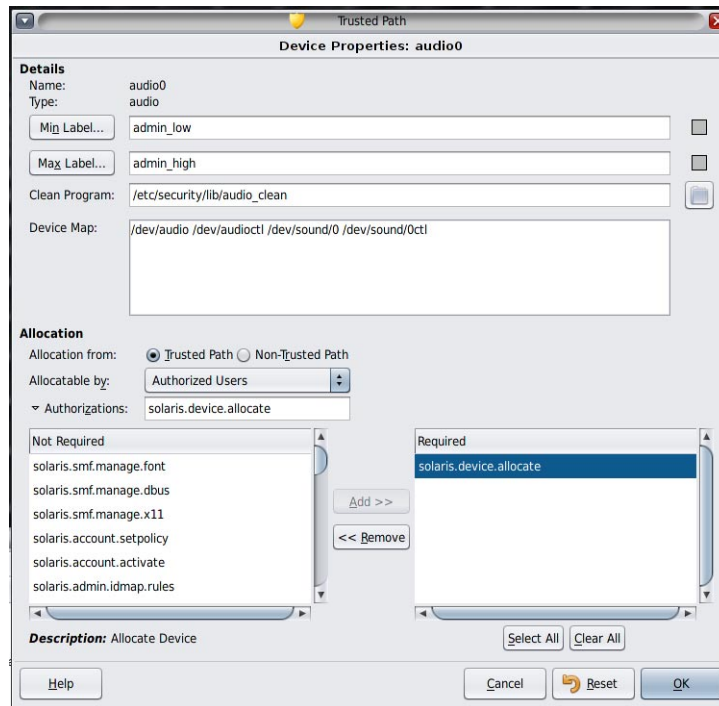 Trusted Path
Device Properties: audio0
Details
Name: audio0
Type: audio
Min Label... admin_low
Max Label... admin_high
Clean Program: /etc/security/lib/audio_clean
Device Map: /dev/audio /dev/audioctl /dev/sound/0 /dev/sound/0ctl
Allocation
Allocation from: Trusted Path Non-Trusted Path
Allocatable by: Authorized Users
Authorizations: solaris.device.allocate
Not Required
solaris.smf.manage.font
solaris.smf.manage.dbus
solaris.smf.manage.x11
solaris.account.setpolicy
solaris.account.activate
solaris.admin.idmap.rules
Add >>
<< Remove
Required
solaris.device.allocate
Description: Allocate Device
Select All Clear All
Help Cancel Reset OK